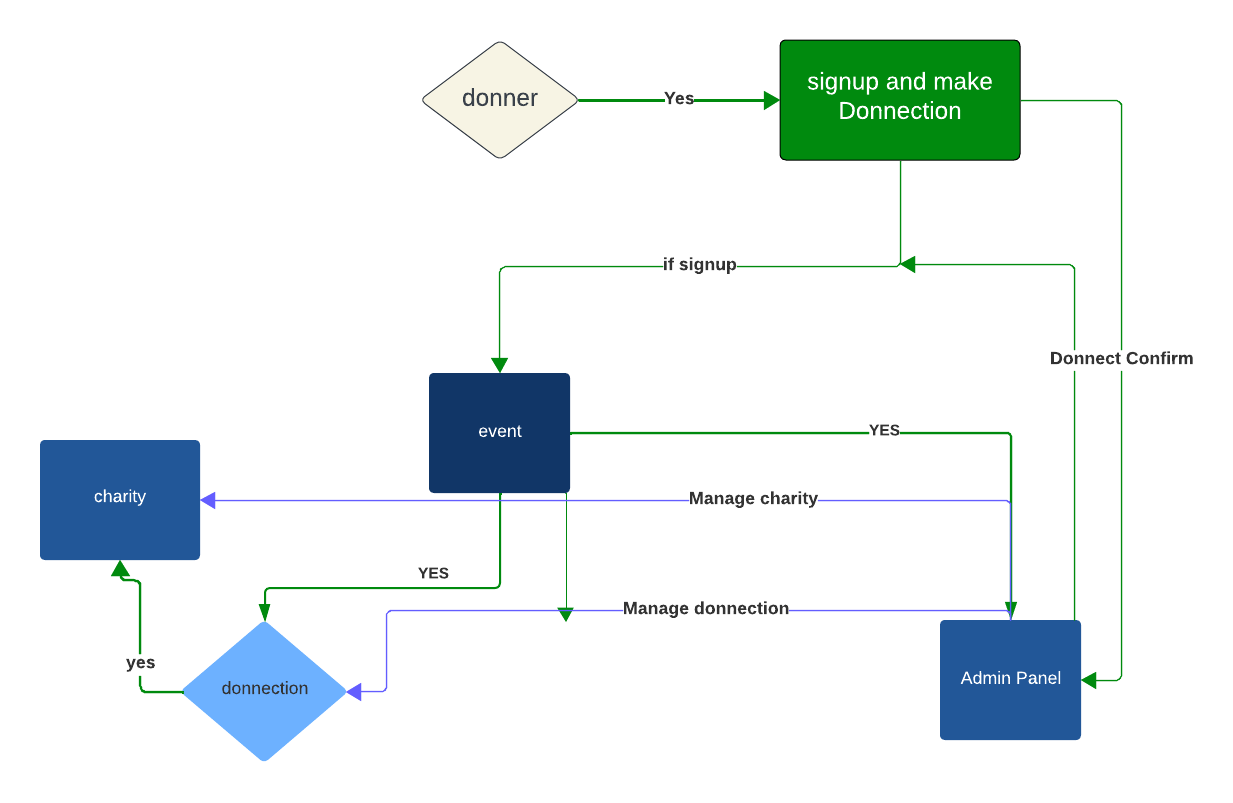 donner
Yes
signup and make
Donnection
if signup
Donnect Confirm
event
YES
charity
Manage charity
YES
Manage donnection
yes
donnection
Admin Panel